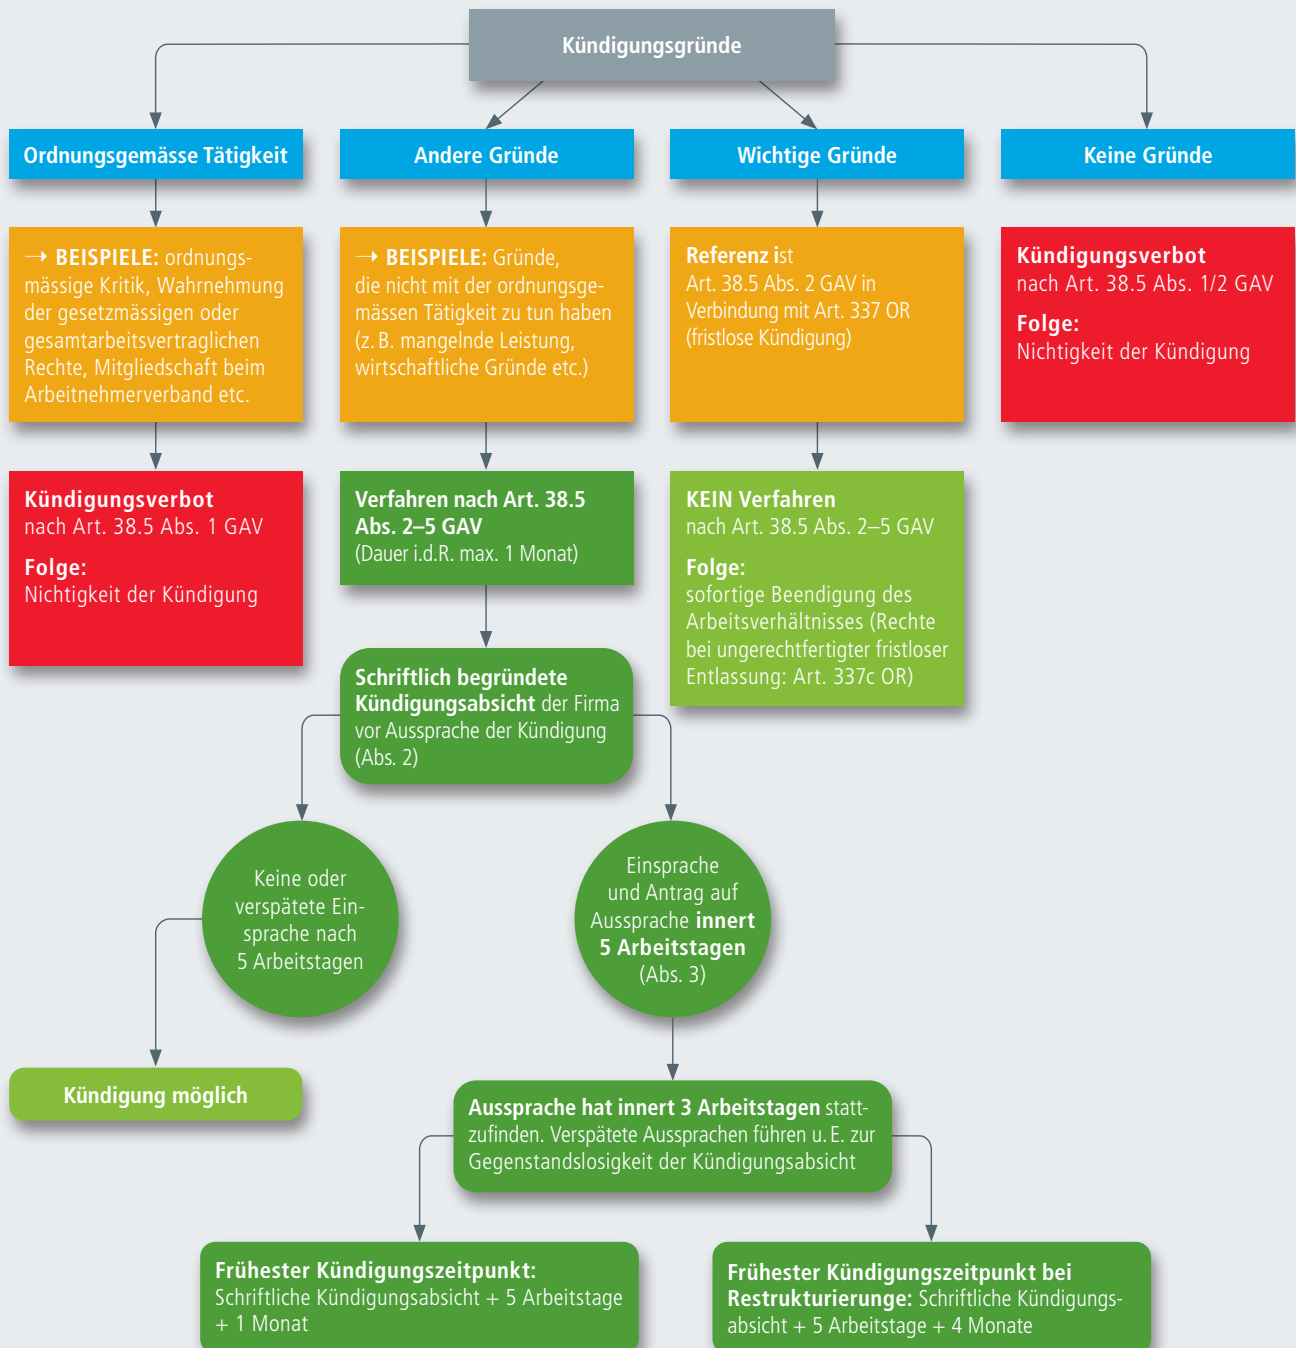 Kündigungsgründe
Ordnungsgemässe Tätigkeit
Andere Gründe
Wichtige Gründe
Keine Gründe
→ BEISPIELE: ordnungs-
mässige Kritik, Wahrnehmung
der gesetzmässigen oder
gesamtarbeitsvertraglichen
Rechte, Mitgliedschaft beim
Arbeitnehmerverband etc.
→ BEISPIELE: Gründe,
die nicht mit der ordnungsge-
mässen Tätigkeit zu tun haben
(z. B. mangelnde Leistung,
wirtschaftliche Gründe etc.)
Referenz ist
Art. 38.5 Abs. 2 GAV in
Verbindung mit Art. 337 OR
(fristlose Kündigung)
Kündigungsverbot
nach Art. 38.5 Abs. 1/2 GAV
Folge:
Nichtigkeit der Kündigung
Kündigungsverbot
nach Art. 38.5 Abs. 1 GAV
Folge:
Nichtigkeit der Kündigung
Verfahren nach Art. 38.5
Abs. 2–5 GAV
(Dauer i.d.R. max. 1 Monat)
KEIN Verfahren
nach Art. 38.5 Abs. 2–5 GAV
Folge:
sofortige Beendigung des
Arbeitsverhältnisses (Rechte
bei ungerechtfertigter fristloser
Entlassung: Art. 337c OR)
Schriftlich begründete
Kündigungsabsicht der Firma
vor Aussprache der Kündigung
(Abs. 2)
Keine oder
verspätete Ein-
sprache nach
5 Arbeitstagen
Einsprache
und Antrag auf
Aussprache innert
5 Arbeitstagen
(Abs. 3)
Kündigung möglich
Aussprache hat innert 3 Arbeitstagen statt-
zufinden. Verspätete Aussprachen führen u. E. zur
Gegenstandslosigkeit der Kündigungsabsicht
Frühester Kündigungszeitpunkt:
Schriftliche Kündigungsabsicht + 5 Arbeitstage
+ 1 Monat
Frühester Kündigungszeitpunkt bei
Restrukturierunge: Schriftliche Kündigungs-
absicht + 5 Arbeitstage + 4 Monate